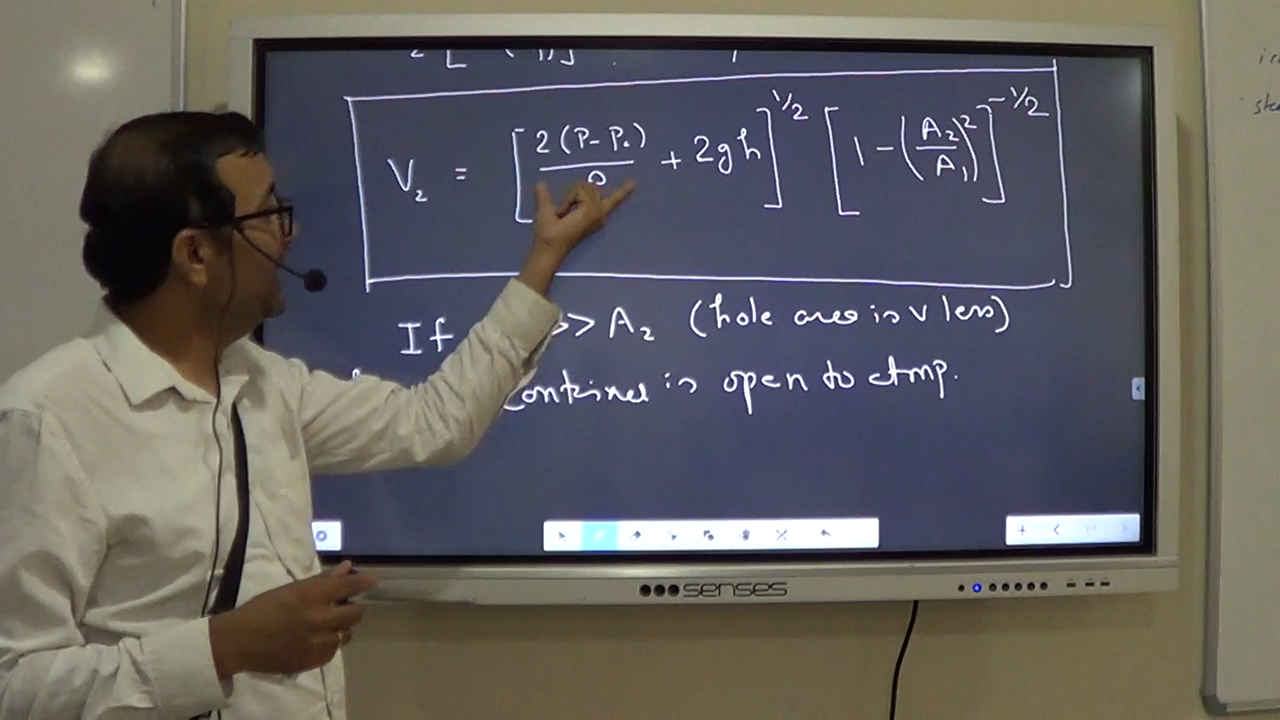 V₂ = [2(P-P₀)/ρ + 2gh]^1/2 [1-(A₂/A₁)²]^-1/2
If >> A₂ (hole area is v less)
container is open to atmp.
senses